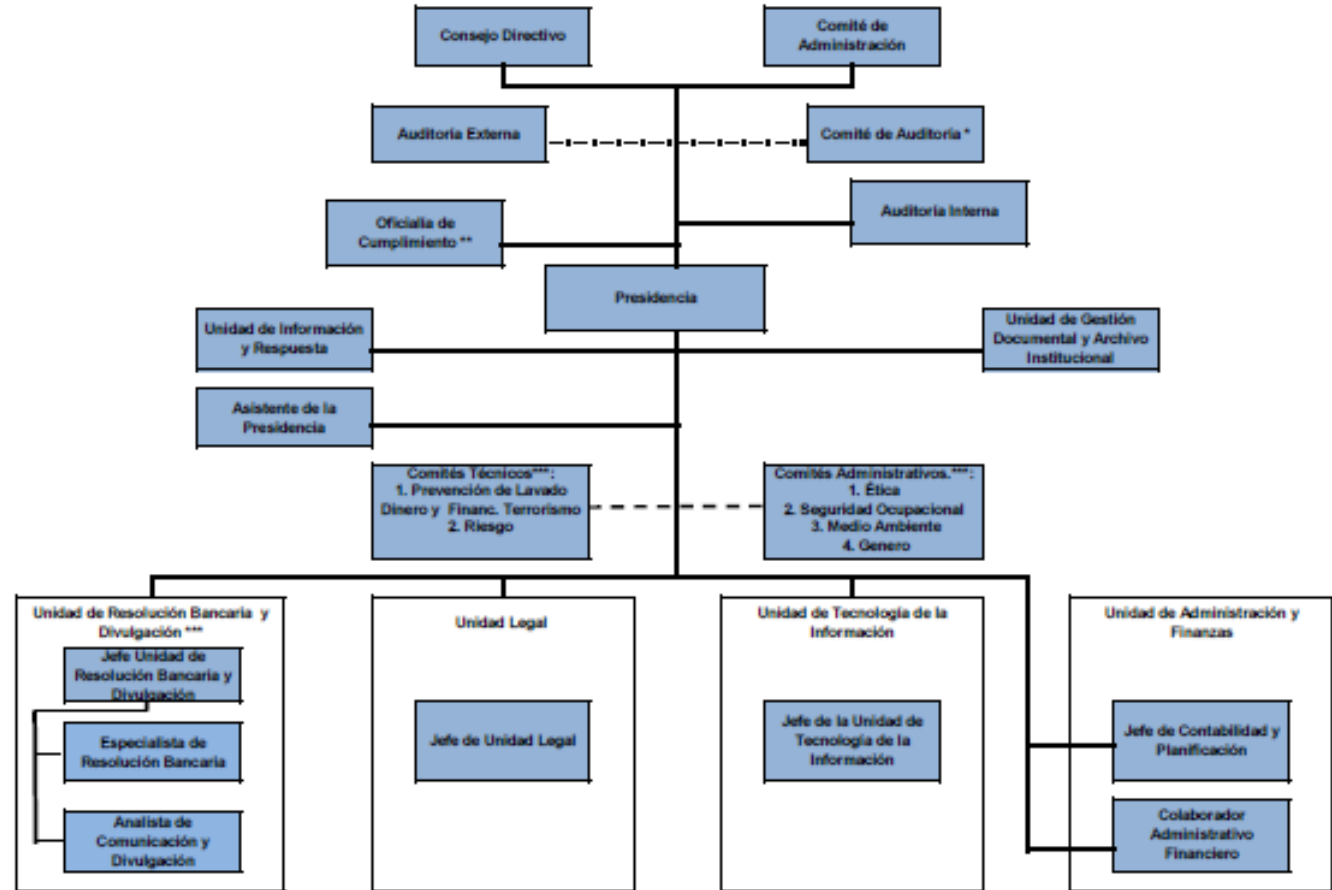 Consejo Directivo
Comité de
Administración
Auditoría Externa
Comité de Auditoría *
Auditoría Interna
Oficialia de
Cumplimiento **
Presidencia
Unidad de Información
y Respuesta
Unidad de Gestión
Documental y Archivo
Institucional
Asistente de la
Presidencia
Comités Técnicos***:
1. Prevención de Lavado
Dinero y Financ. Terrorismo
2. Riesgo
Comités Administrativos.***:
1. Ética
2. Seguridad Ocupacional
3. Medio Ambiente
4. Genero
Unidad de Resolución Bancaria y
Divulgación ***
Jefe Unidad de
Resolución Bancaria y
Divulgación
Especialista de
Resolución Bancaria
Analista de
Comunicación y
Divulgación
Unidad Legal
Jefe de Unidad Legal
Unidad de Tecnología de la
Información
Jefe de la Unidad de
Tecnología de la
Información
Unidad de Administración y
Finanzas
Jefe de Contabilidad y
Planificación
Colaborador
Administrativo
Financiero